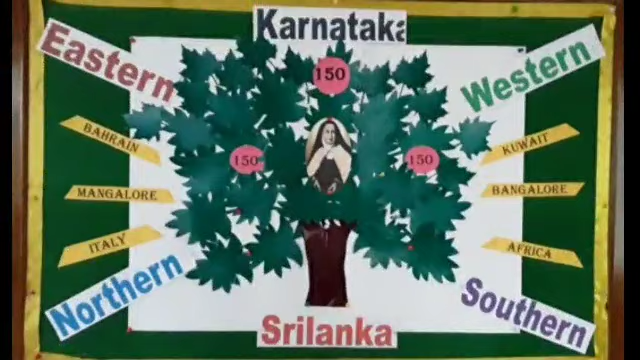 Karnataka
Eastern
Western
150
BAHRAIN
KUWAIT
150
150
MANGALORE
BANGALORE
ITALY
AFRICA
Northern
Southern
Srilanka